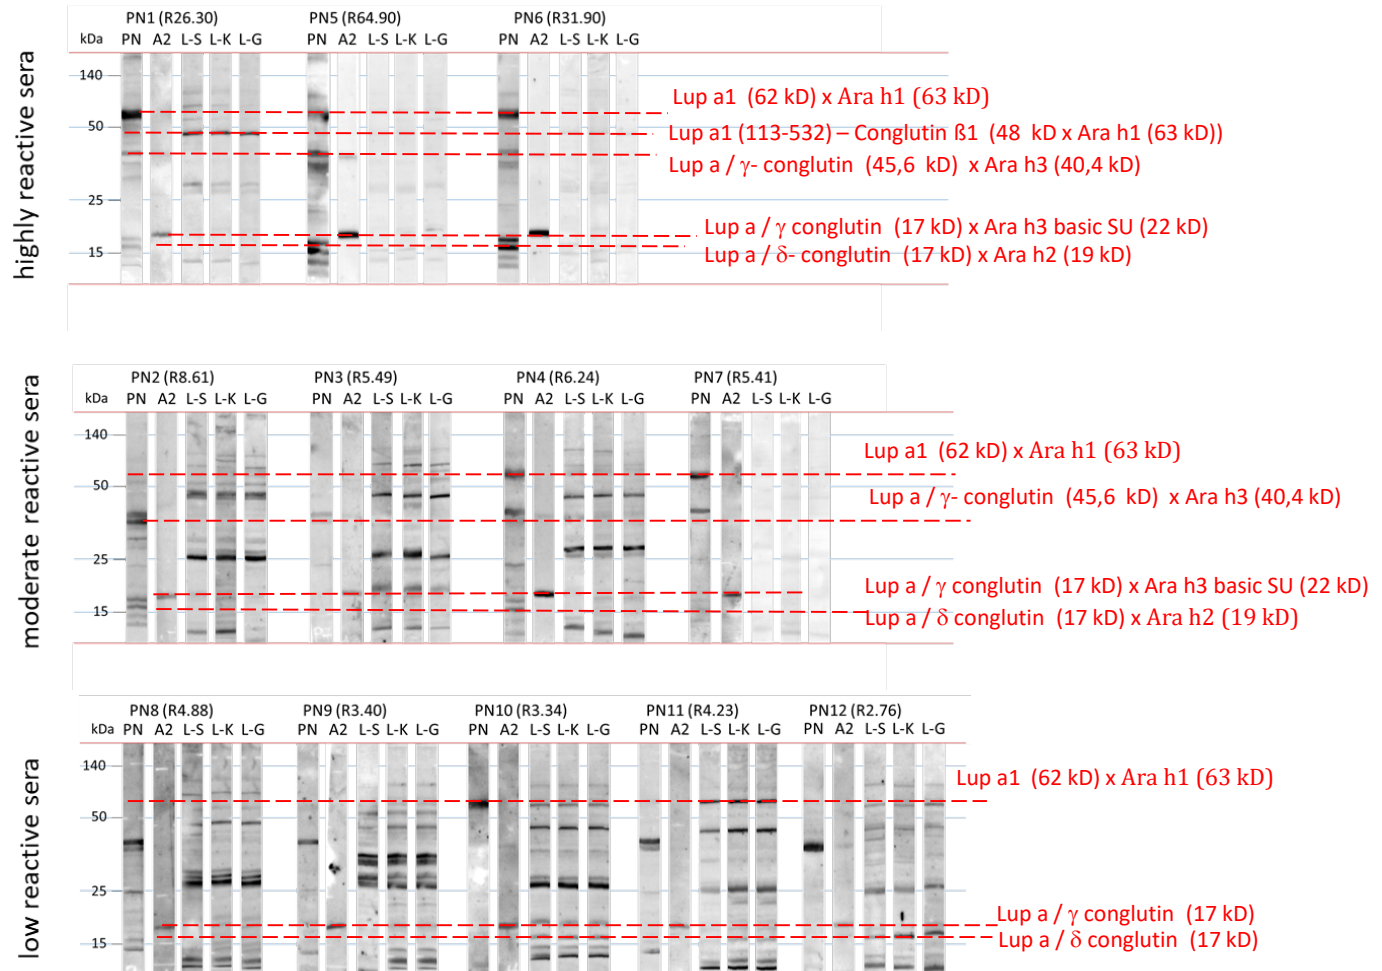 highly reactive sera
PN1 (R26.30) PN5 (R64.90) PN6 (R31.90)
kDa PN A2 L-S L-K L-G PN A2 L-S L-K L-G PN A2 L-S L-K L-G
140
50
25
15
Lup a1 (62 kD) x Ara h1 (63 kD)
Lup a1 (113-532) – Conglutin ß1 (48 kD x Ara h1 (63 kD))
Lup a / γ- conglutin (45,6 kD) x Ara h3 (40,4 kD)
Lup a / γ conglutin (17 kD) x Ara h3 basic SU (22 kD)
Lup a / δ- conglutin (17 kD) x Ara h2 (19 kD)
moderate reactive sera
PN2 (R8.61) PN3 (R5.49) PN4 (R6.24) PN7 (R5.41)
kDa PN A2 L-S L-K L-G PN A2 L-S L-K L-G PN A2 L-S L-K L-G PN A2 L-S L-K L-G
140
50
25
15
Lup a1 (62 kD) x Ara h1 (63 kD)
Lup a / γ- conglutin (45,6 kD) x Ara h3 (40,4 kD)
Lup a / γ conglutin (17 kD) x Ara h3 basic SU (22 kD)
Lup a / δ conglutin (17 kD) x Ara h2 (19 kD)
low reactive sera
PN8 (R4.88) PN9 (R3.40) PN10 (R3.34) PN11 (R4.23) PN12 (R2.76)
kDa PN A2 L-S L-K L-G PN A2 L-S L-K L-G PN A2 L-S L-K L-G PN A2 L-S L-K L-G PN A2 L-S L-K L-G
140
50
25
15
Lup a1 (62 kD) x Ara h1 (63 kD)
Lup a / γ conglutin (17 kD)
Lup a / δ conglutin (17 kD)